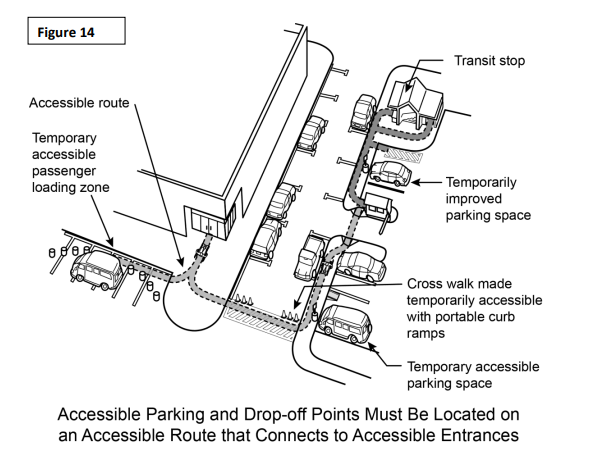 Figure 14
Transit stop
Accessible route
Temporary
accessible
passenger
loading zone
Temporarily
improved
parking space
Cross walk made
temporarily accessible
with portable curb
ramps
Temporary accessible
parking space
Accessible Parking and Drop-off Points Must Be Located on
an Accessible Route that Connects to Accessible Entrances